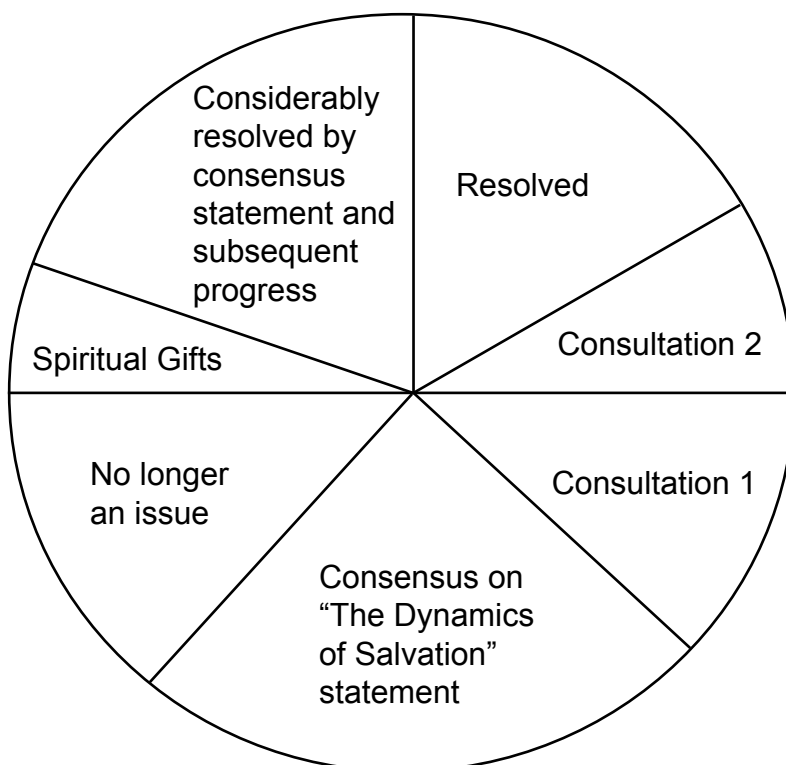 Considerably
resolved by
consensus
statement and
subsequent
progress
Resolved
Consultation 2
Spiritual Gifts
Consultation 1
No longer
an issue
Consensus on
“The Dynamics
of Salvation”
statement